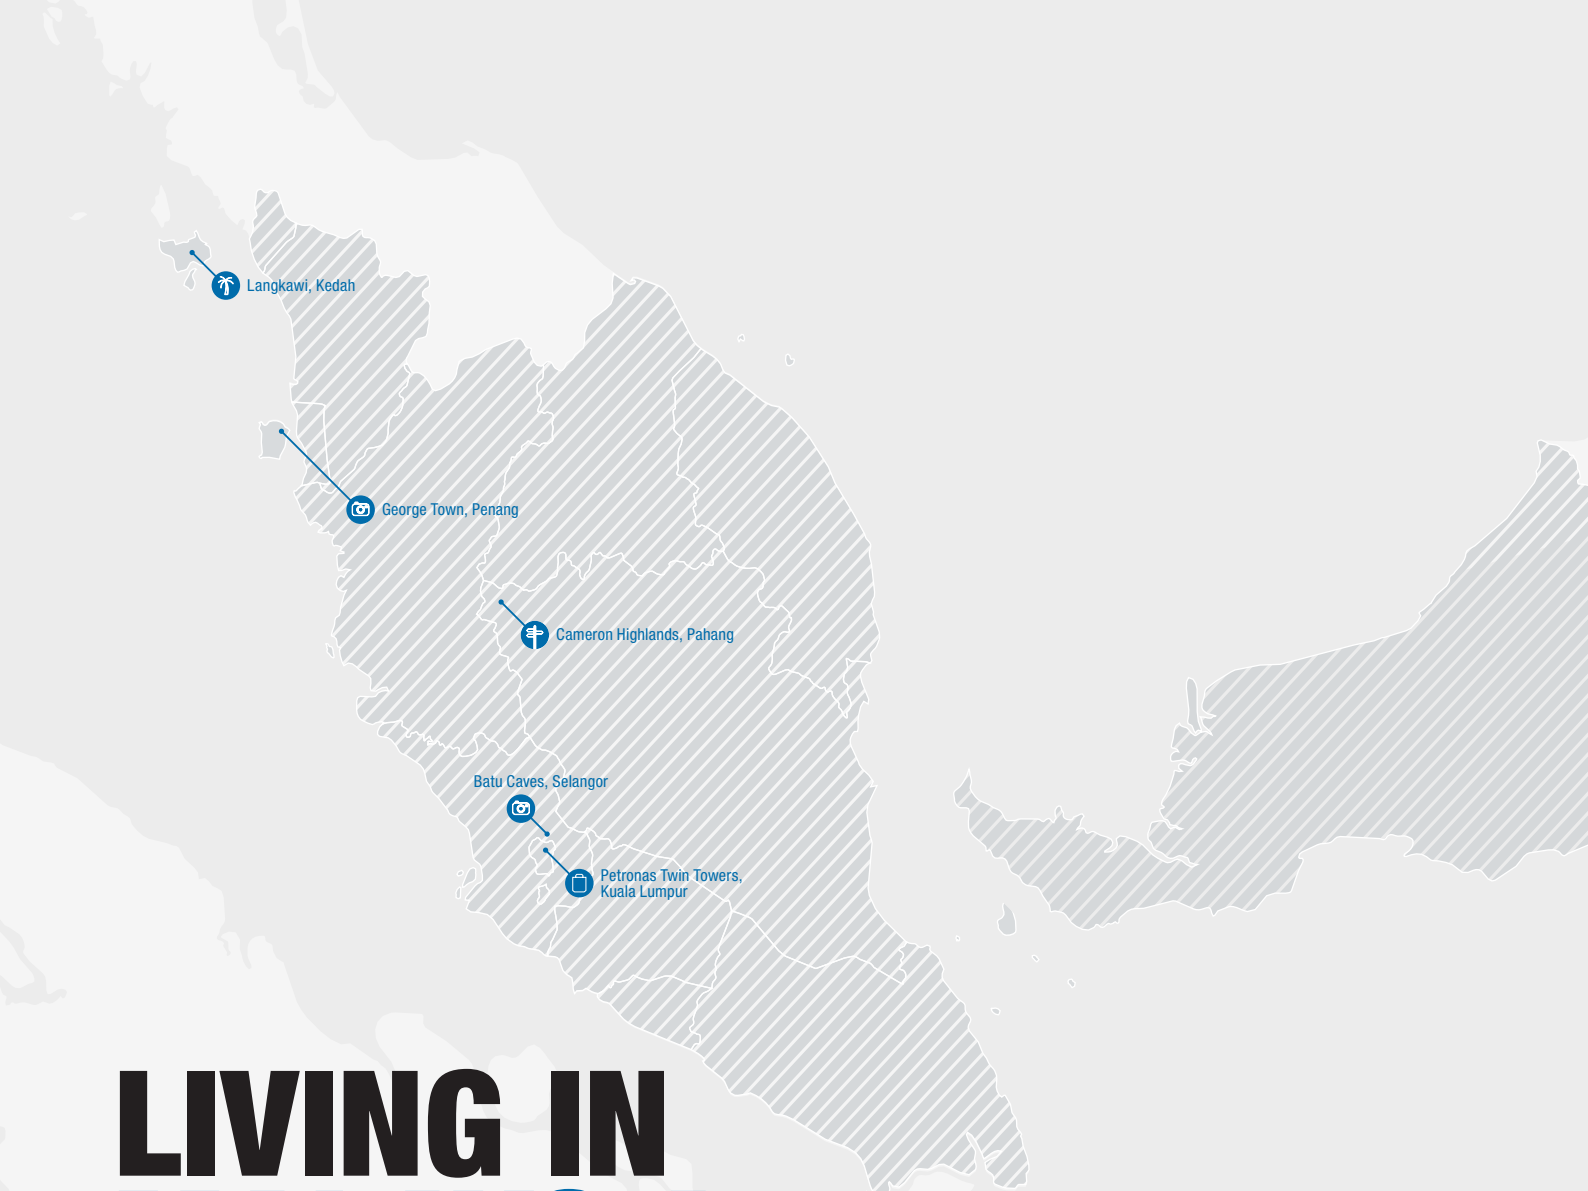 Langkawi, Kedah
George Town, Penang
Cameron Highlands, Pahang
Batu Caves, Selangor
Petronas Twin Towers,
Kuala Lumpur
LIVING IN